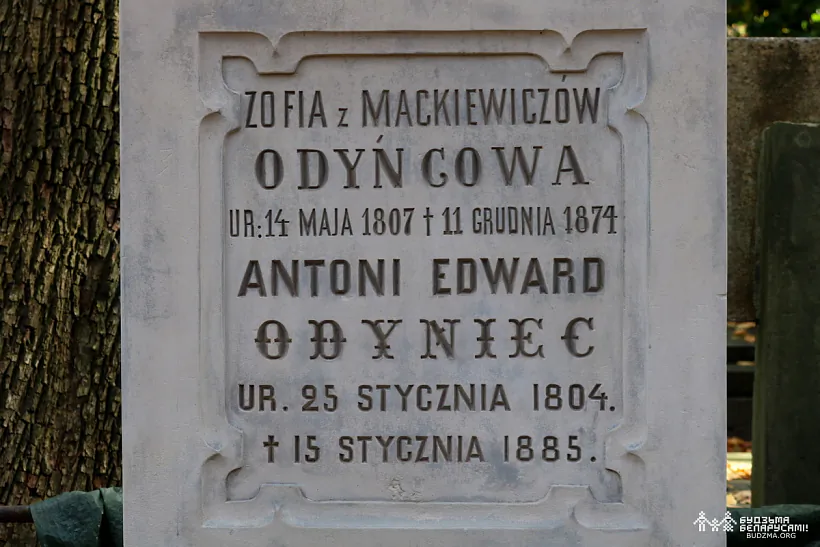 ZOFIA z MACKIEWICZÓW
ODYŃCOWA
UR: 14 MAJA 1807 † 11 GRUDNIA 1874
ANTONI EDWARD
ODYNIEC
UR. 25 STYCZNIA 1804.
† 15 STYCZNIA 1885.
БУДЗЬМА
БЕЛАРУСАМІ!
BUDZMA.ORG